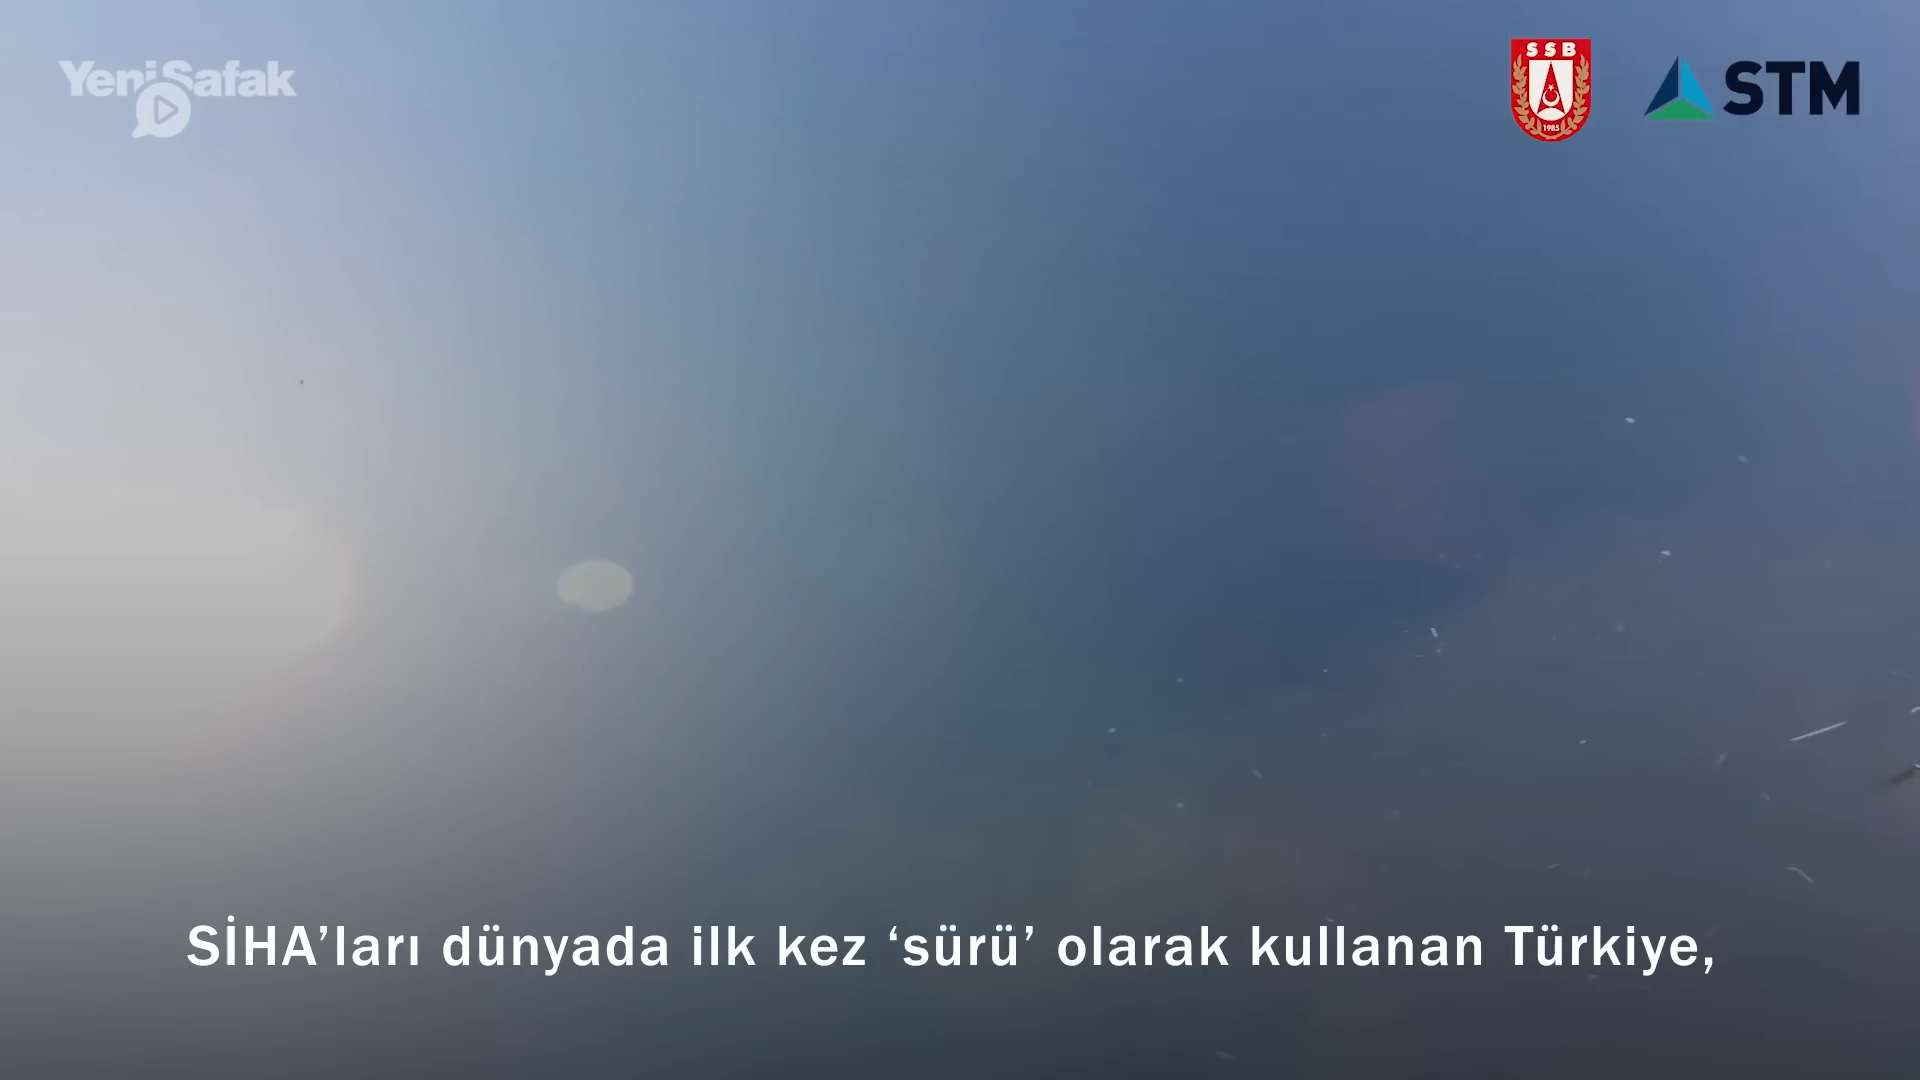 YeniŞafak
SSB
1985
STM
SİHA’ları dünyada ilk kez ‘sürü’ olarak kullanan Türkiye,